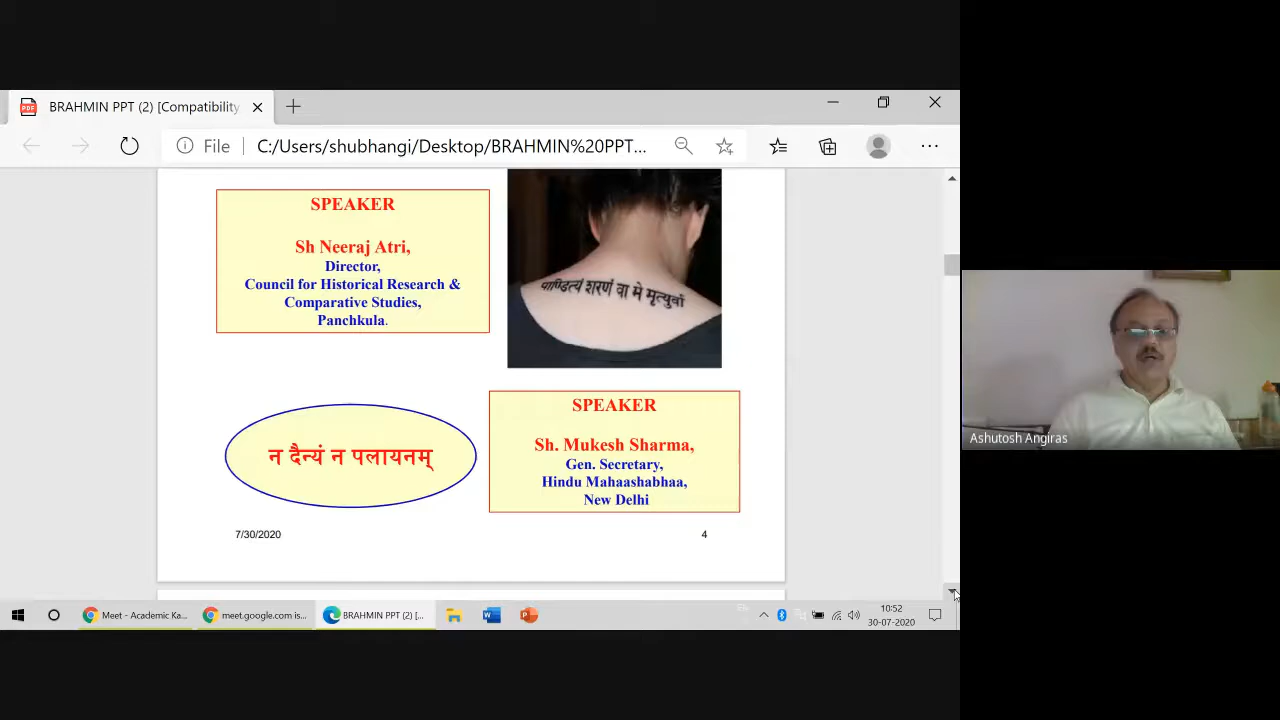 BRAHMIN PPT (2) [Compatibility
File
C:/Users/shubhangi/Desktop/BRAHMIN%20PPT...
SPEAKER
Sh Neeraj Atri,
Director,
Council for Historical Research &
Comparative Studies,
Panchkula.
पाण्डित्यं शरणं वा मे मृत्युर्वा
न दैन्यं न पलायनम्
SPEAKER
Sh. Mukesh Sharma,
Gen. Secretary,
Hindu Mahaashabhaa,
New Delhi
7/30/2020
4
Ashutosh Angiras
Meet - Academic Ka...
meet.google.com is...
BRAHMIN PPT (2) [...
10:52
30-07-2020